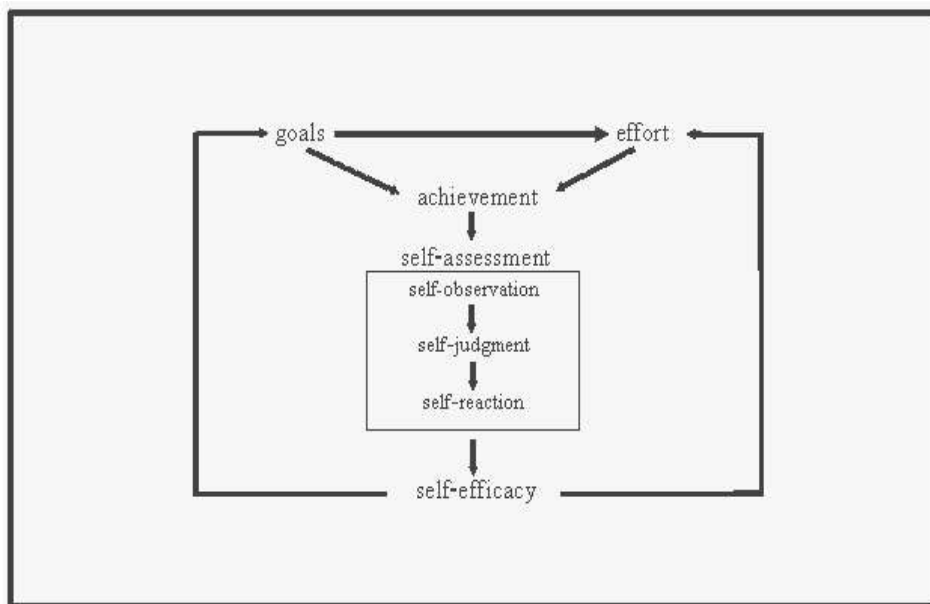 goals effort
achievement
self-assessment
self-observation
self-judgment
self-reaction
self-efficacy